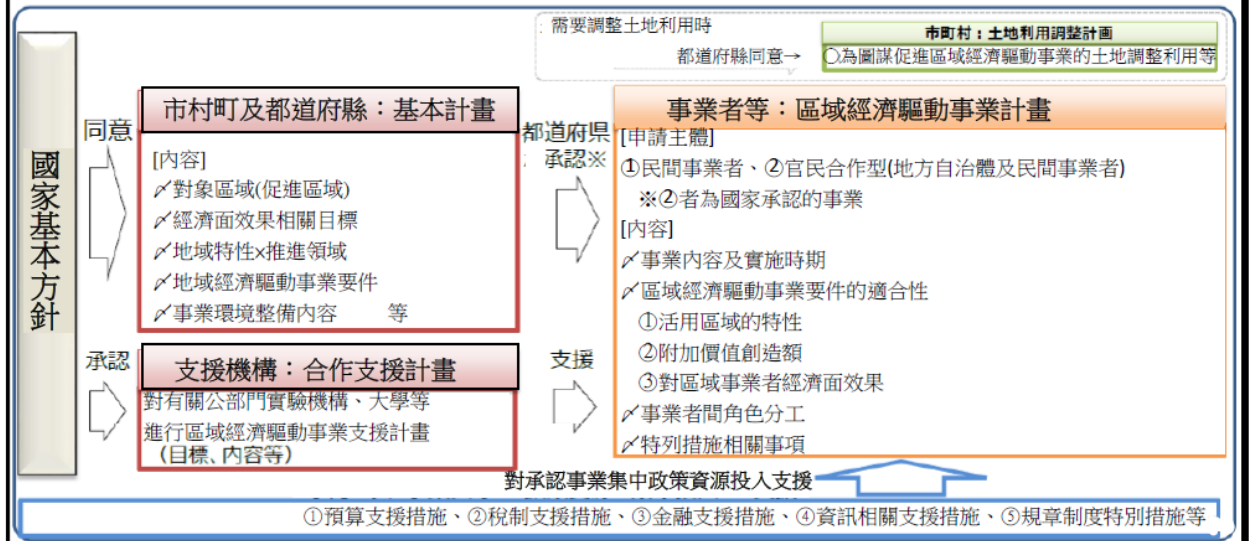 : 需要調整土地利用時
市町村：土地利用調整計畫
都道府縣同意→
○為圖謀促進區域經濟驅動事業的土地調整利用等
國家基本方針
同意
市村町及都道府縣：基本計畫
[內容]
〆對象區域(促進區域)
〆經濟面效果相關目標
〆地域特性×推進領域
〆地域經濟驅動事業要件
〆事業環境整備內容 等
都道府県
: 承認※
事業者等：區域經濟驅動事業計畫
[申請主體]
①民間事業者、②官民合作型(地方自治體及民間事業者)
※②者為國家承認的事業
[內容]
〆事業內容及實施時期
〆區域經濟驅動事業要件的適合性
①活用區域的特性
②附加價值創造額
③對區域事業者經濟面效果
〆事業者間角色分工
〆特列措施相關事項
承認
支援機構：合作支援計畫
對有關公部門實驗機構、大學等
進行區域經濟驅動事業支援計畫
（目標、內容等）
支援
對承認事業集中政策資源投入支援
①預算支援措施、②稅制支援措施、③金融支援措施、④資訊相關支援措施、⑤規章制度特別措施等